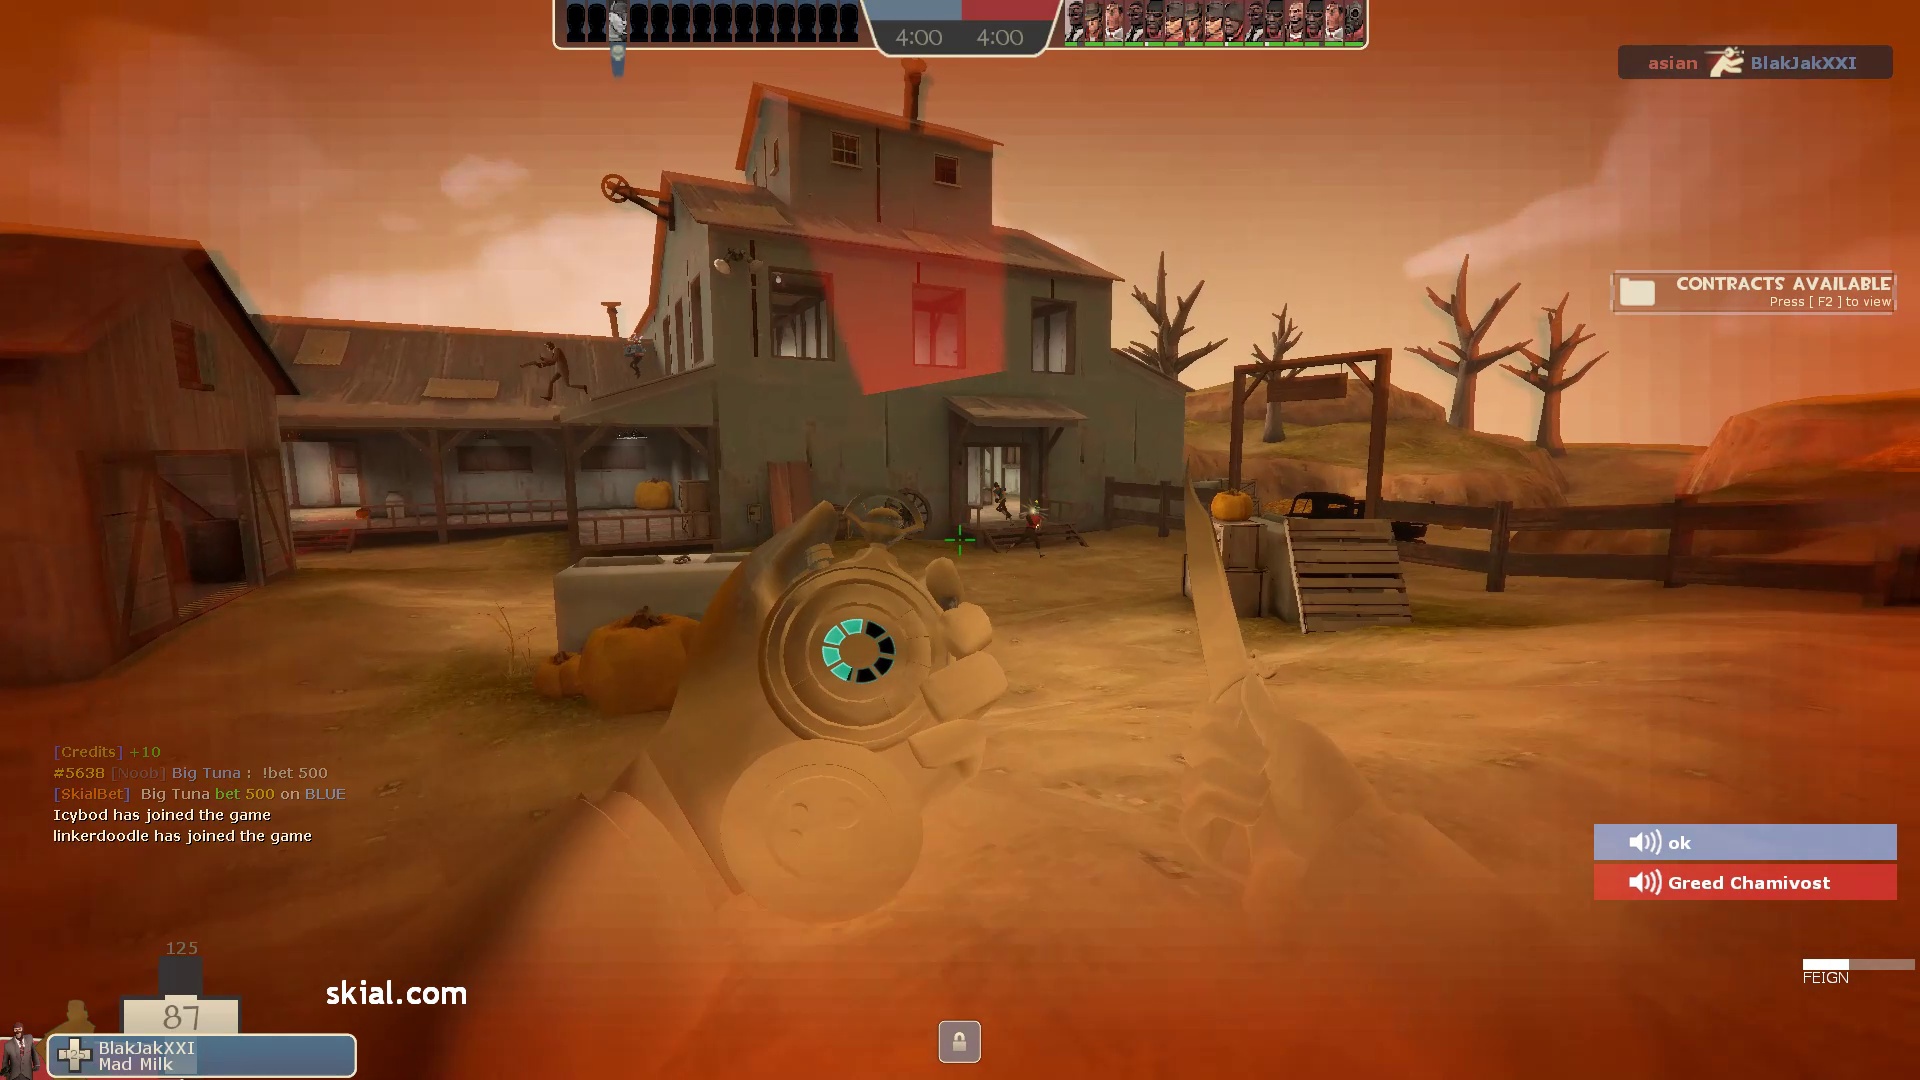 4:00 4:00
asian BlakJakXXI
CONTRACTS AVAILABLE
Press [ F2 ] to view
[Credits] +10
#5638 [Noob] Big Tuna : !bet 500
[SkialBet] Big Tuna bet 500 on BLUE
Icybod has joined the game
linkerdoodle has joined the game
ok
Greed Chamivost
125
FEIGN
skial.com
87
125
BlakJakXXI
Mad Milk